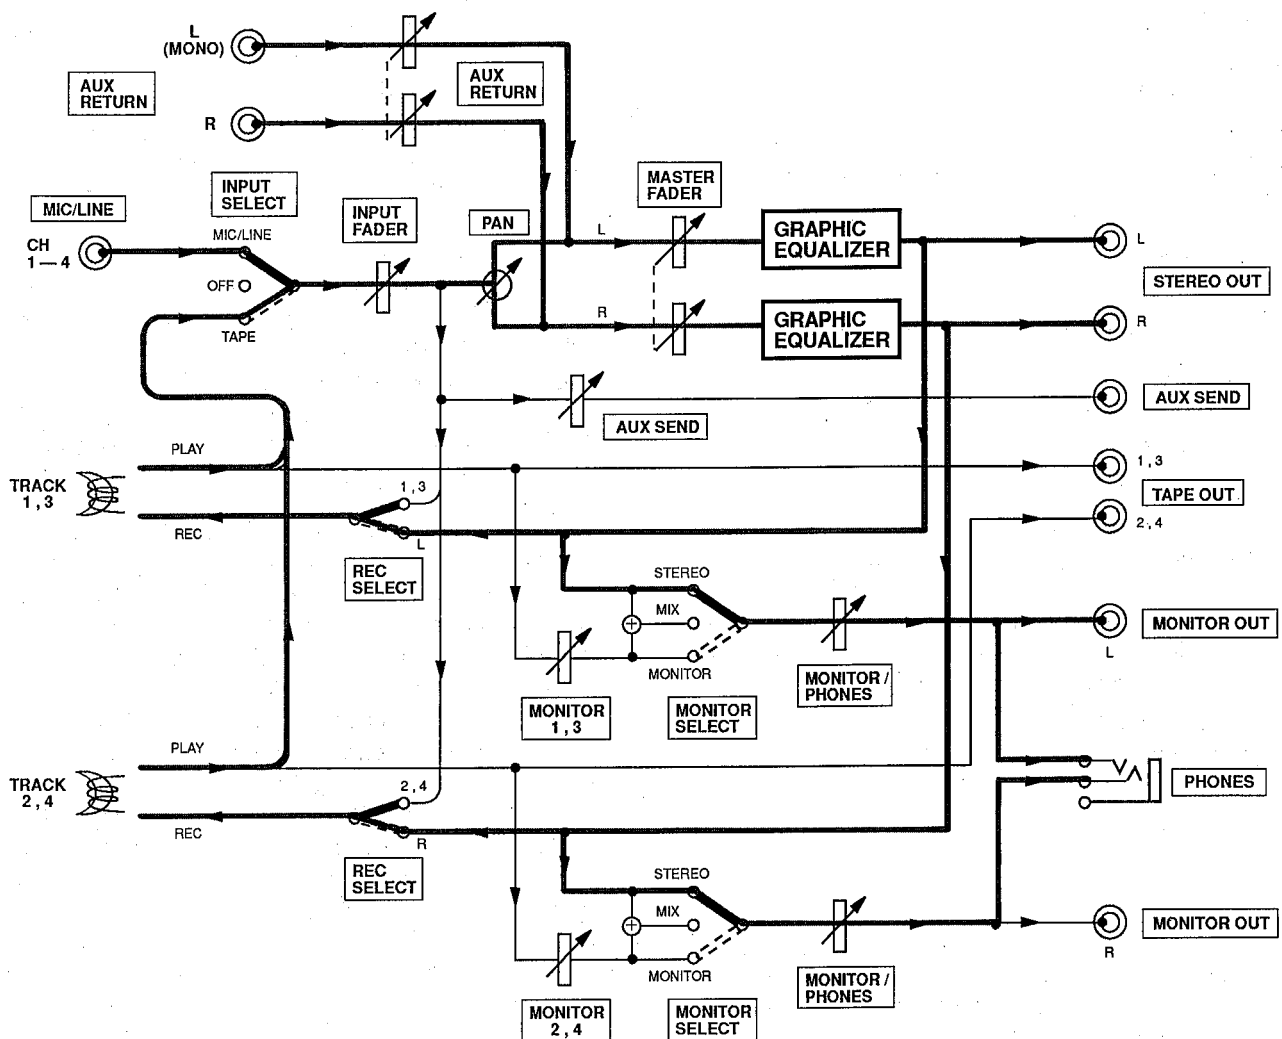 L
(MONO)
AUX
RETURN
AUX
RETURN
R
MIC/LINE
INPUT
SELECT
MIC/LINE
INPUT
FADER
PAN
MASTER
FADER
CH
1 — 4
OFF
TAPE
L
GRAPHIC
EQUALIZER
L
STEREO OUT
R
GRAPHIC
EQUALIZER
R
AUX SEND
AUX SEND
PLAY
TRACK
1,3
REC
1,3
L
REC
SELECT
1,3
TAPE OUT
2,4
STEREO
MIX
MONITOR
MONITOR
1,3
MONITOR
SELECT
MONITOR /
PHONES
MONITOR OUT
L
PLAY
TRACK
2,4
REC
2,4
R
REC
SELECT
PHONES
STEREO
MIX
MONITOR
MONITOR
2,4
MONITOR
SELECT
MONITOR /
PHONES
MONITOR OUT
R